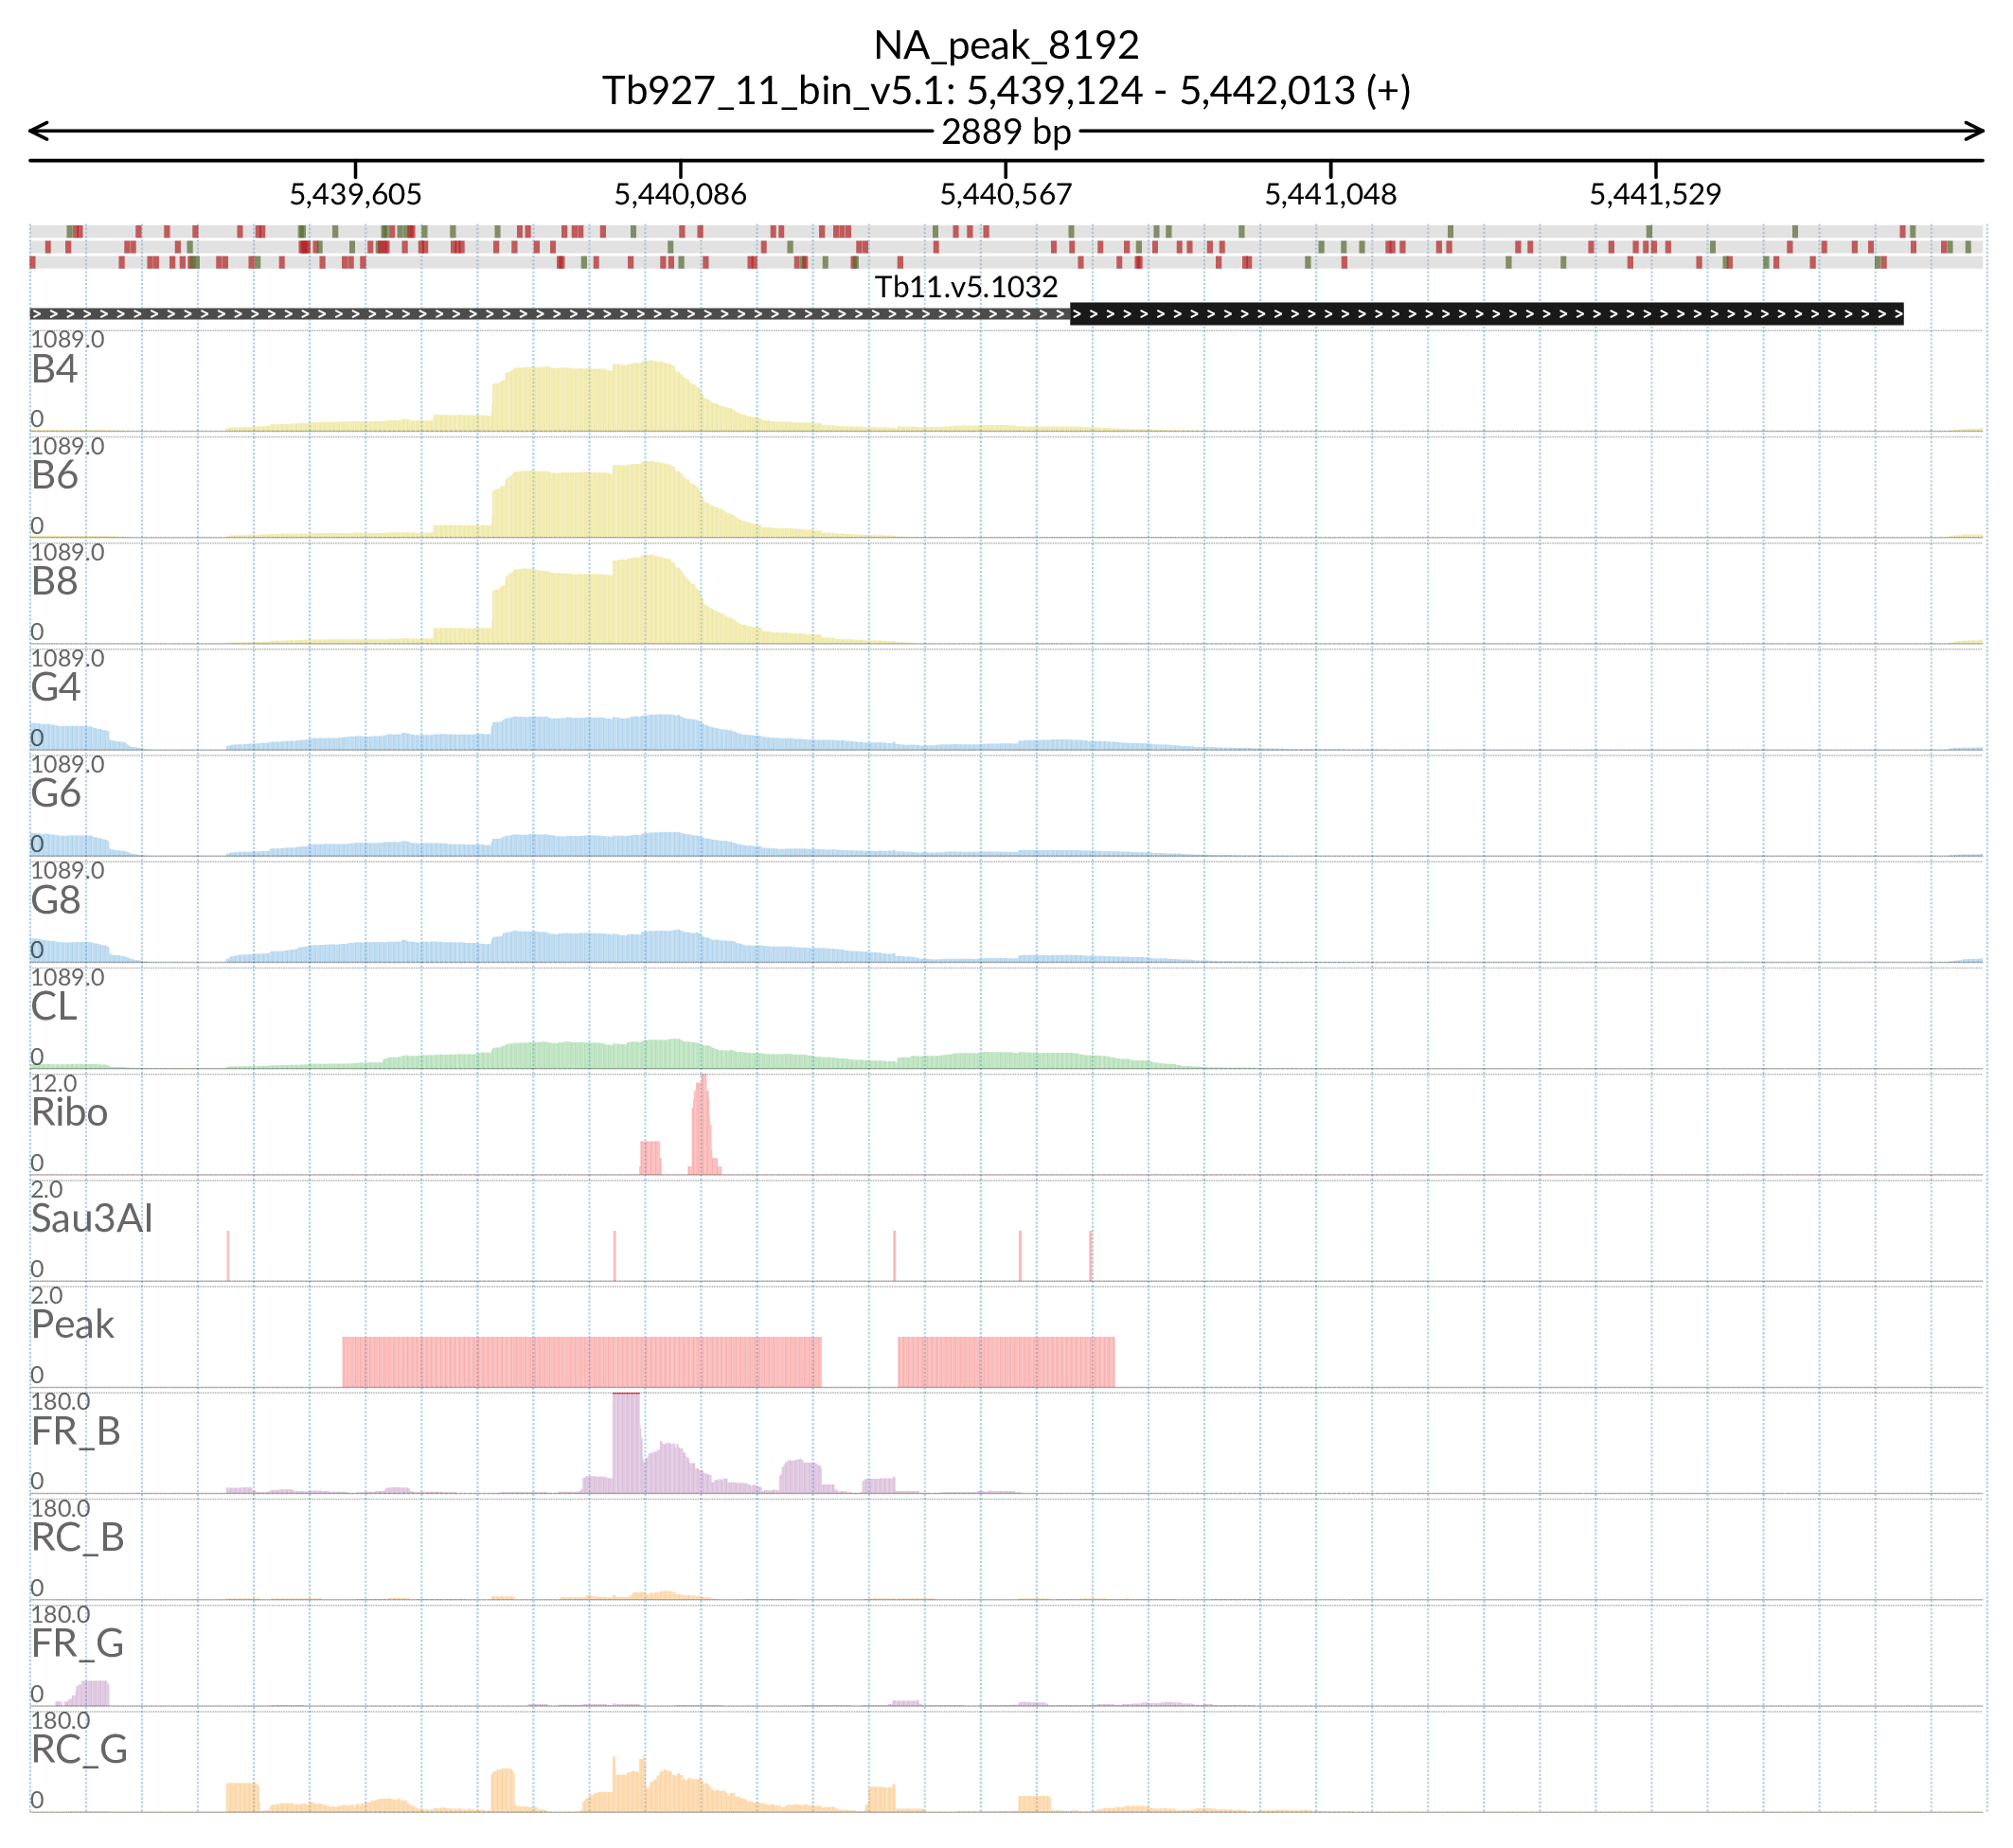 NA_peak_8192
Tb927_11_bin_v5.1: 5,439,124 - 5,442,013 (+)
2889 bp
5,439,605 5,440,086 5,440,567 5,441,048 5,441,529
Tb11.v5.1032
1089.0
B4
0
1089.0
B6
0
1089.0
B8
0
1089.0
G4
0
1089.0
G6
0
1089.0
G8
0
1089.0
CL
0
12.0
Ribo
0
2.0
Sau3AI
0
2.0
Peak
0
180.0
FR_B
0
180.0
RC_B
0
180.0
FR_G
0
180.0
RC_G
0